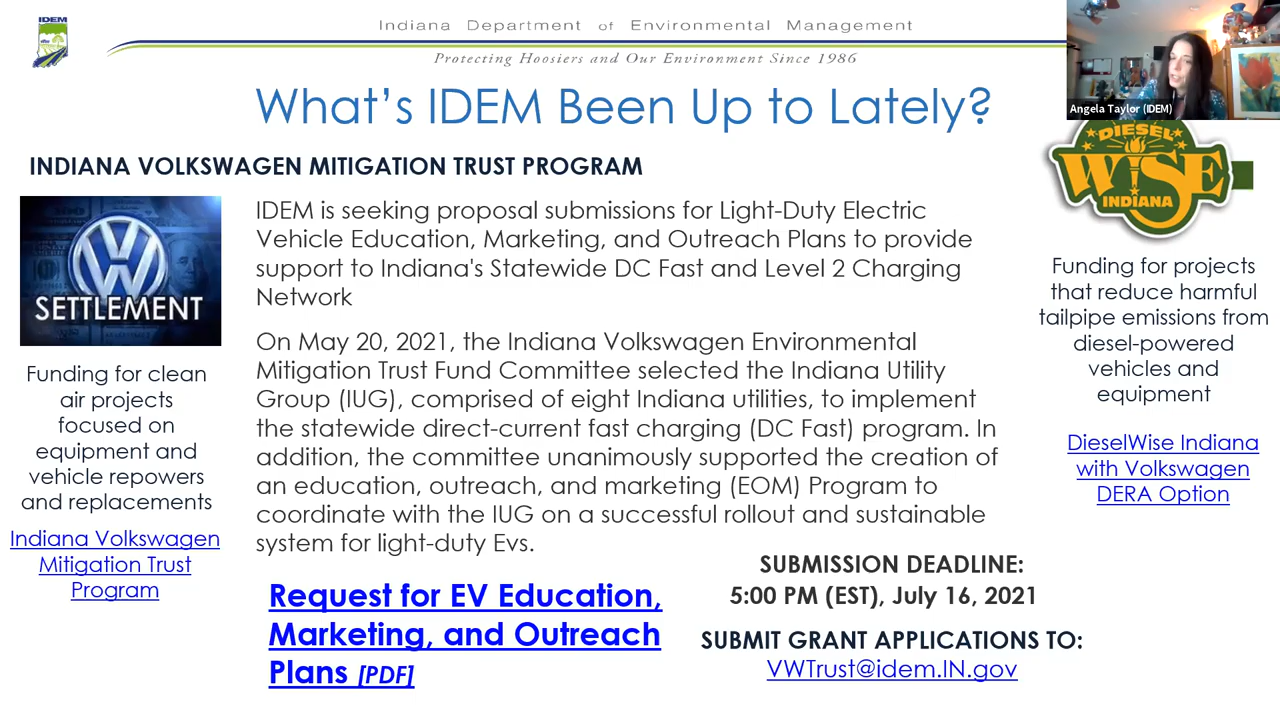 IDEM
Indiana Department of Environmental Management
Protecting Hoosiers and Our Environment Since 1986
Angela Taylor (IDEM)
What's IDEM Been Up to Lately?
INDIANA VOLKSWAGEN MITIGATION TRUST PROGRAM
VW
SETTLEMENT
Funding for clean
air projects
focused on
equipment and
vehicle repowers
and replacements
Indiana Volkswagen
Mitigation Trust
Program
IDEM is seeking proposal submissions for Light-Duty Electric
Vehicle Education, Marketing, and Outreach Plans to provide
support to Indiana's Statewide DC Fast and Level 2 Charging
Network
On May 20, 2021, the Indiana Volkswagen Environmental
Mitigation Trust Fund Committee selected the Indiana Utility
Group (IUG), comprised of eight Indiana utilities, to implement
the statewide direct-current fast charging (DC Fast) program. In
addition, the committee unanimously supported the creation of
an education, outreach, and marketing (EOM) Program to
coordinate with the IUG on a successful rollout and sustainable
system for light-duty Evs.
Request for EV Education,
Marketing, and Outreach
Plans [PDF]
SUBMISSION DEADLINE:
5:00 PM (EST), July 16, 2021
SUBMIT GRANT APPLICATIONS TO:
VWTrust@idem.IN.gov
DIESEL
WISE
INDIANA
Funding for projects
that reduce harmful
tailpipe emissions from
diesel-powered
vehicles and
equipment
DieselWise Indiana
with Volkswagen
DERA Option